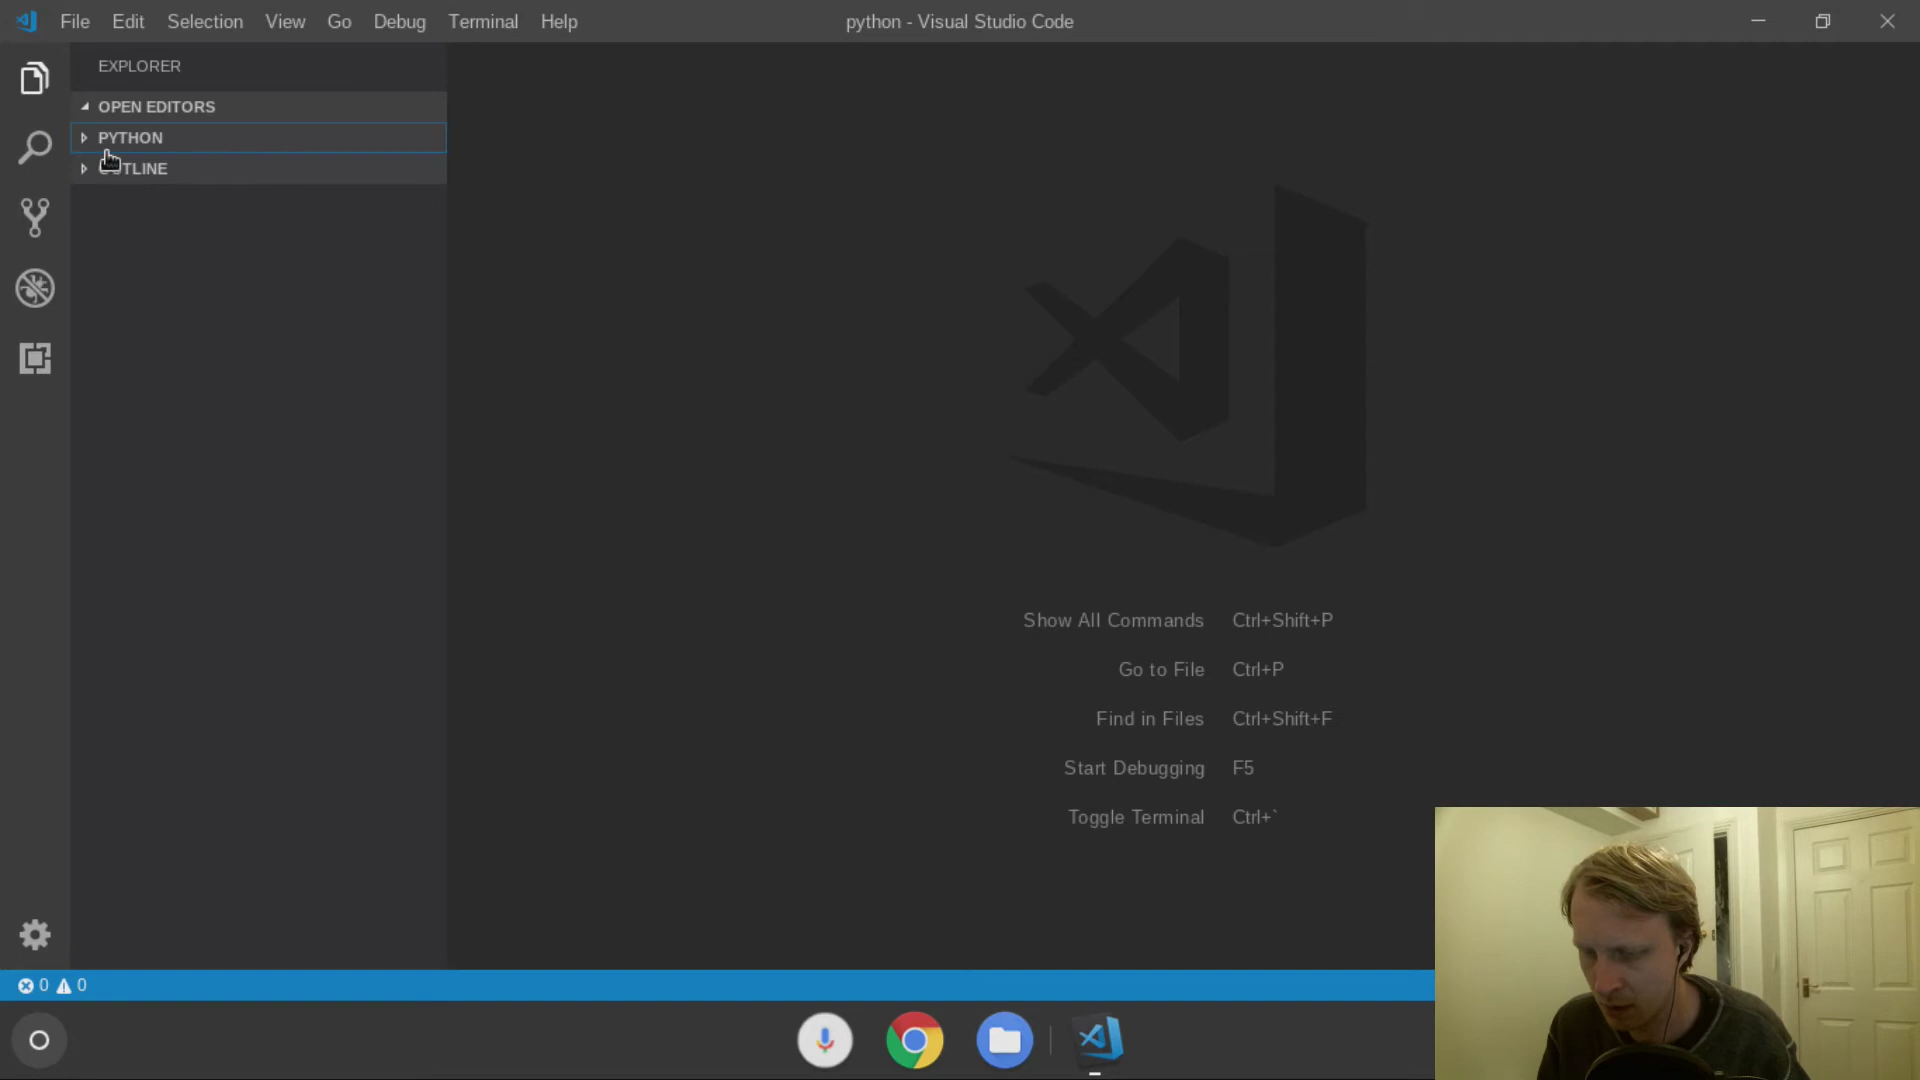 File Edit Selection View Go Debug Terminal Help
python - Visual Studio Code
EXPLORER
OPEN EDITORS
PYTHON
OUTLINE
Show All Commands Ctrl+Shift+P
Go to File Ctrl+P
Find in Files Ctrl+Shift+F
Start Debugging F5
Toggle Terminal Ctrl+`
0 0